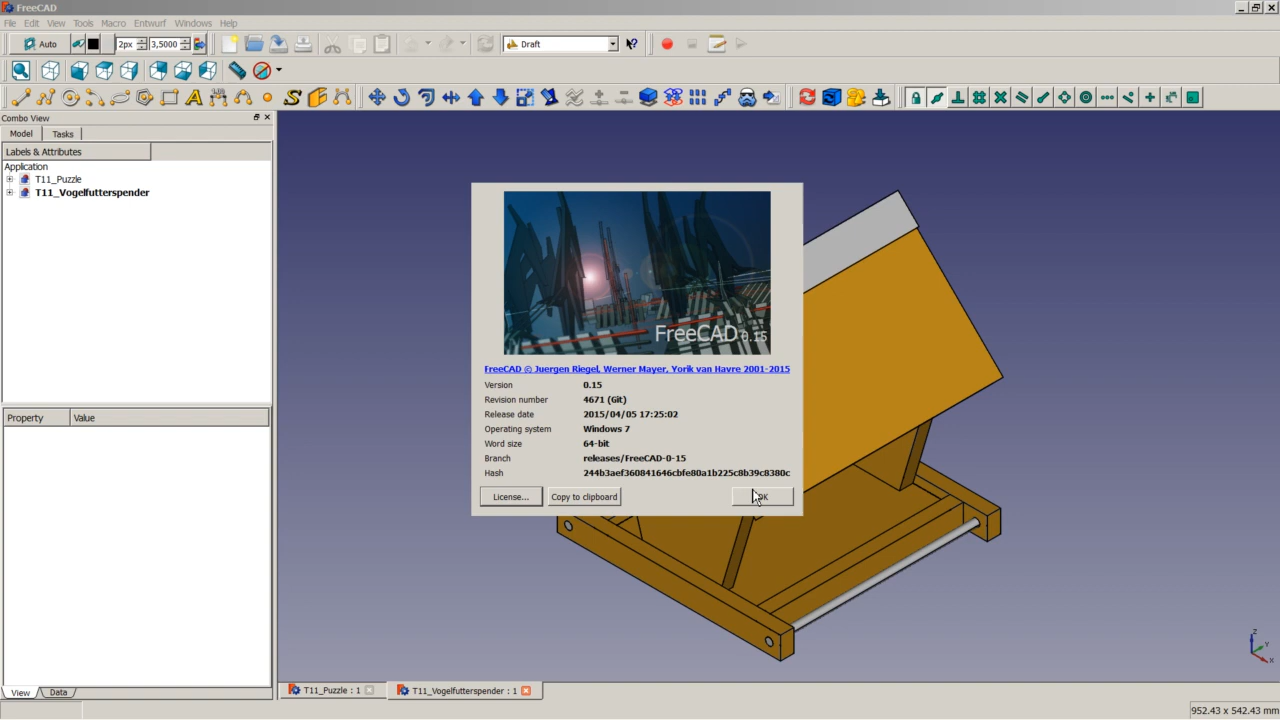 FreeCAD
File Edit View Tools Macro Entwurf Windows Help
Auto 2px 3,5000 Draft
Combo View
Model Tasks
Labels & Attributes
Application
T11_Puzzle
T11_Vogelfutterspender
Property Value
View Data
FreeCAD 0.15
FreeCAD © Juergen Riegel, Werner Mayer, Yorik van Havre 2001-2015
Version 0.15
Revision number 4671 (Git)
Release date 2015/04/05 17:25:02
Operating system Windows 7
Word size 64-bit
Branch releases/FreeCAD-0-15
Hash 244b3aef360841646cbfe80a1b225c8b39c8380c
License... Copy to clipboard OK
Z
Y
X
T11_Puzzle : 1 T11_Vogelfutterspender : 1
952.43 x 542.43 mm